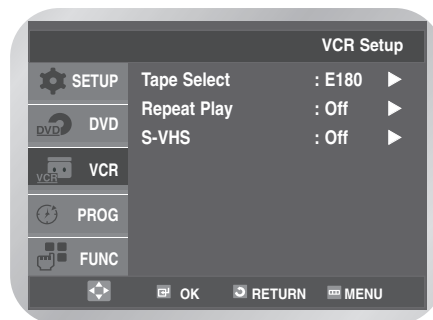 VCR Setup
SETUP
DVD DVD
VCR VCR
PROG
FUNC
Tape Select : E180
Repeat Play : Off
S-VHS : Off
OK RETURN MENU